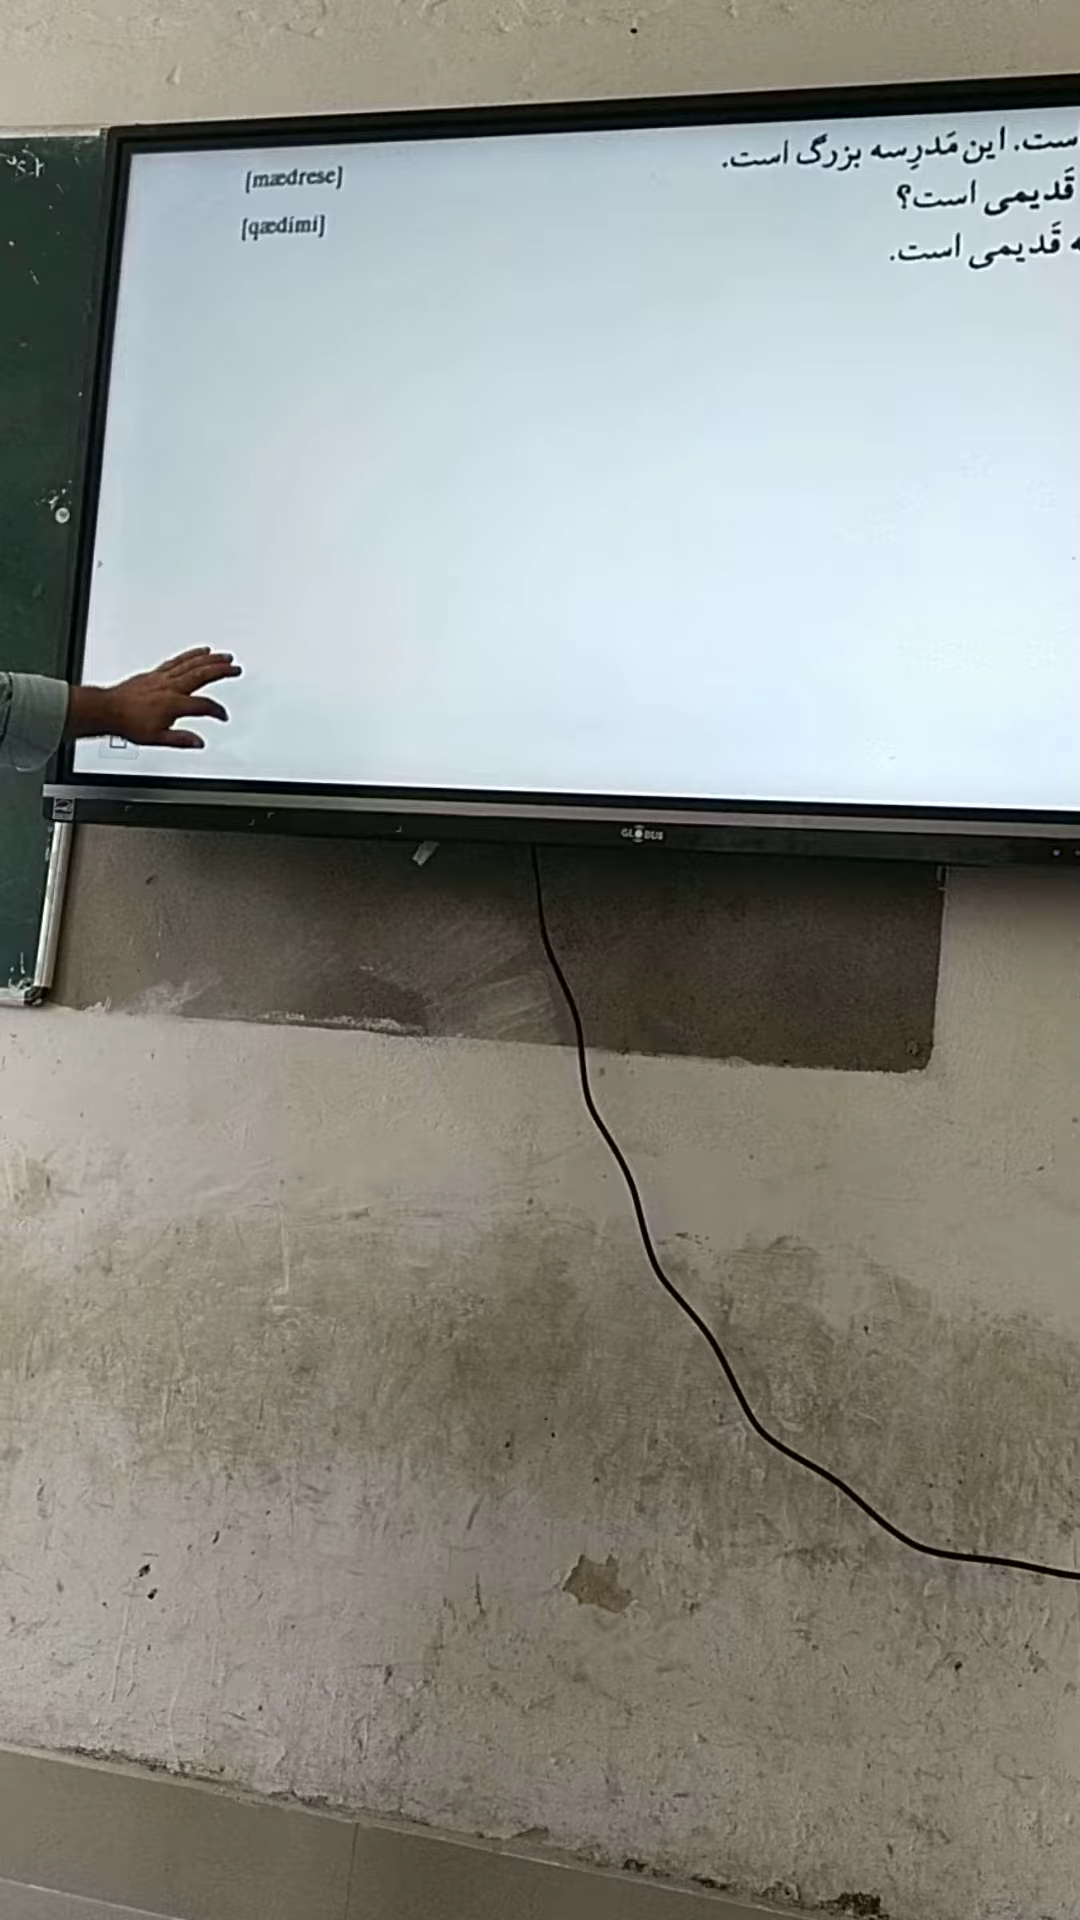 ست. این مَدرِسه بزرگ است.
[mædrese]
قَدیمی است؟
[qædimi]
ه قَدیمی است.
GLOBUS